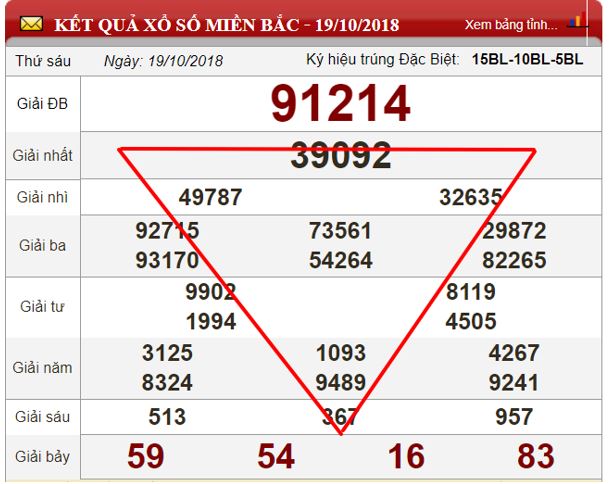 KẾT QUẢ XỔ SỐ MIỀN BẮC - 19/10/2018 Xem bảng tỉnh...
Thứ sáu Ngày: 19/10/2018 Ký hiệu trúng Đặc Biệt: 15BL-10BL-5BL
Giải ĐB 91214
Giải nhất 39092
Giải nhì 49787 32635
Giải ba 92715 73561 29872
93170 54264 82265
Giải tư 9902 8119
1994 4505
Giải năm 3125 1093 4267
8324 9489 9241
Giải sáu 513 367 957
Giải bảy 59 54 16 83